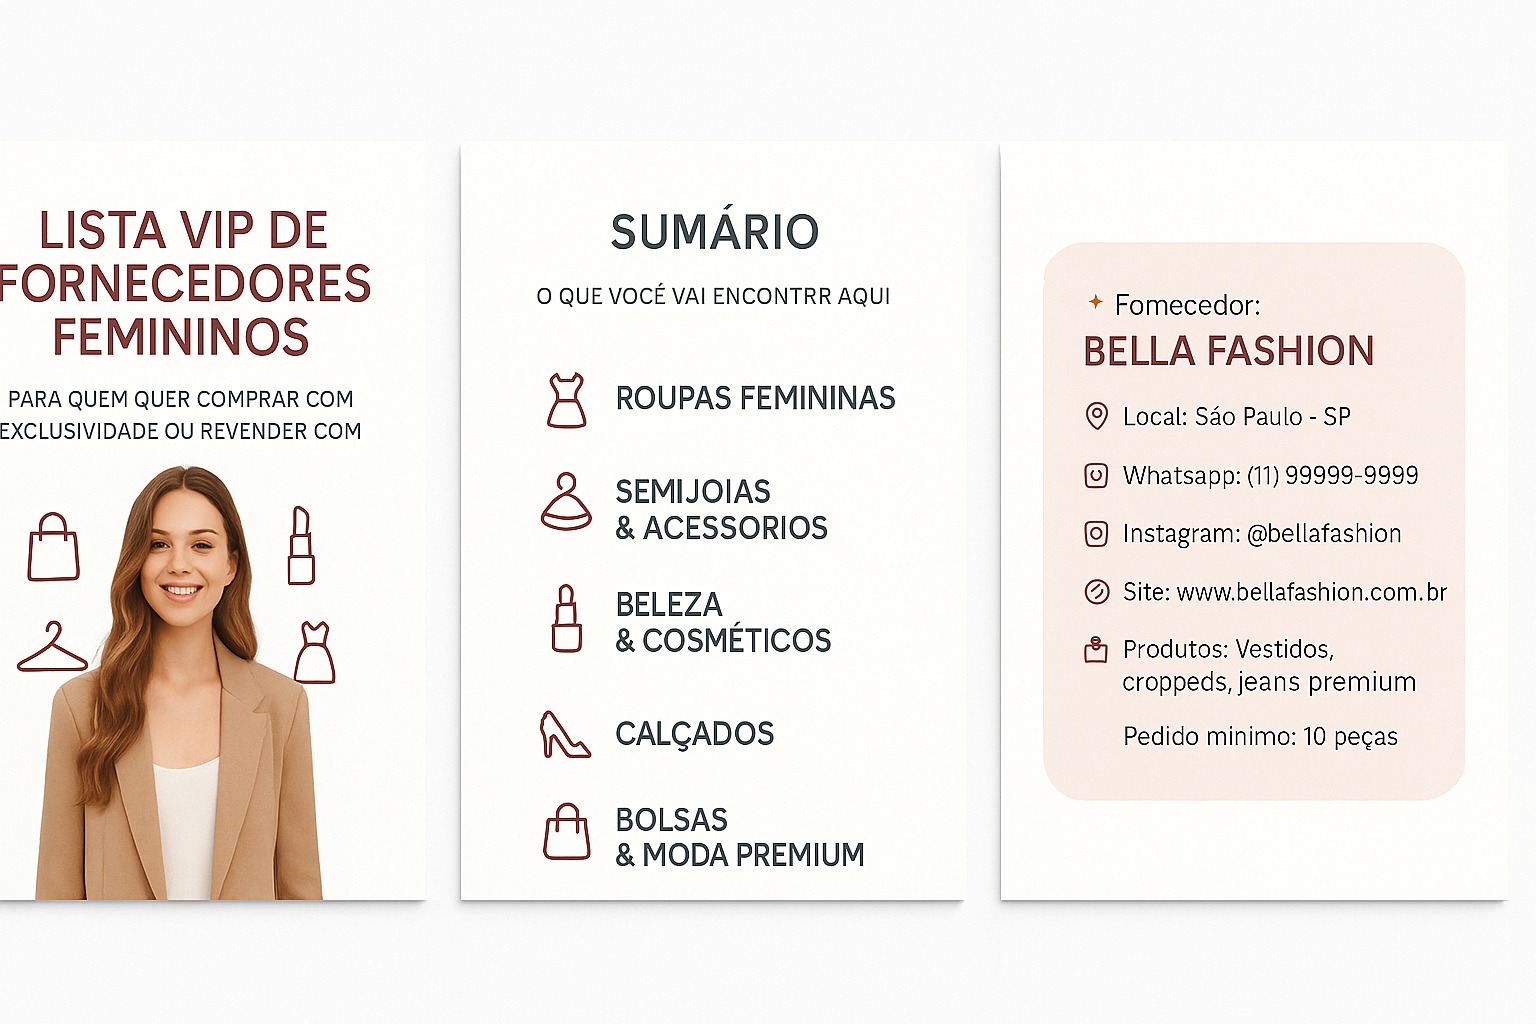 LISTA VIP DE
FORNECEDORES
FEMININOS
PARA QUEM QUER COMPRAR COM
EXCLUSIVIDADE OU REVENDER COM
SUMÁRIO
O QUE VOCÉ VAI ENCONTRR AQUI
ROUPAS FEMININAS
SEMIJOIAS
& ACESSORIOS
BELEZA
& COSMÉTICOS
CALÇADOS
BOLSAS
& MODA PREMIUM
Fomecedor:
BELLA FASHION
Local: Sáo Paulo - SP
Whatsapp: (11) 99999-9999
Instagram: @bellafashion
Site: www.bellafashion.com.br
Produtos: Vestidos,
croppeds, jeans premium
Pedido minimo: 10 peças